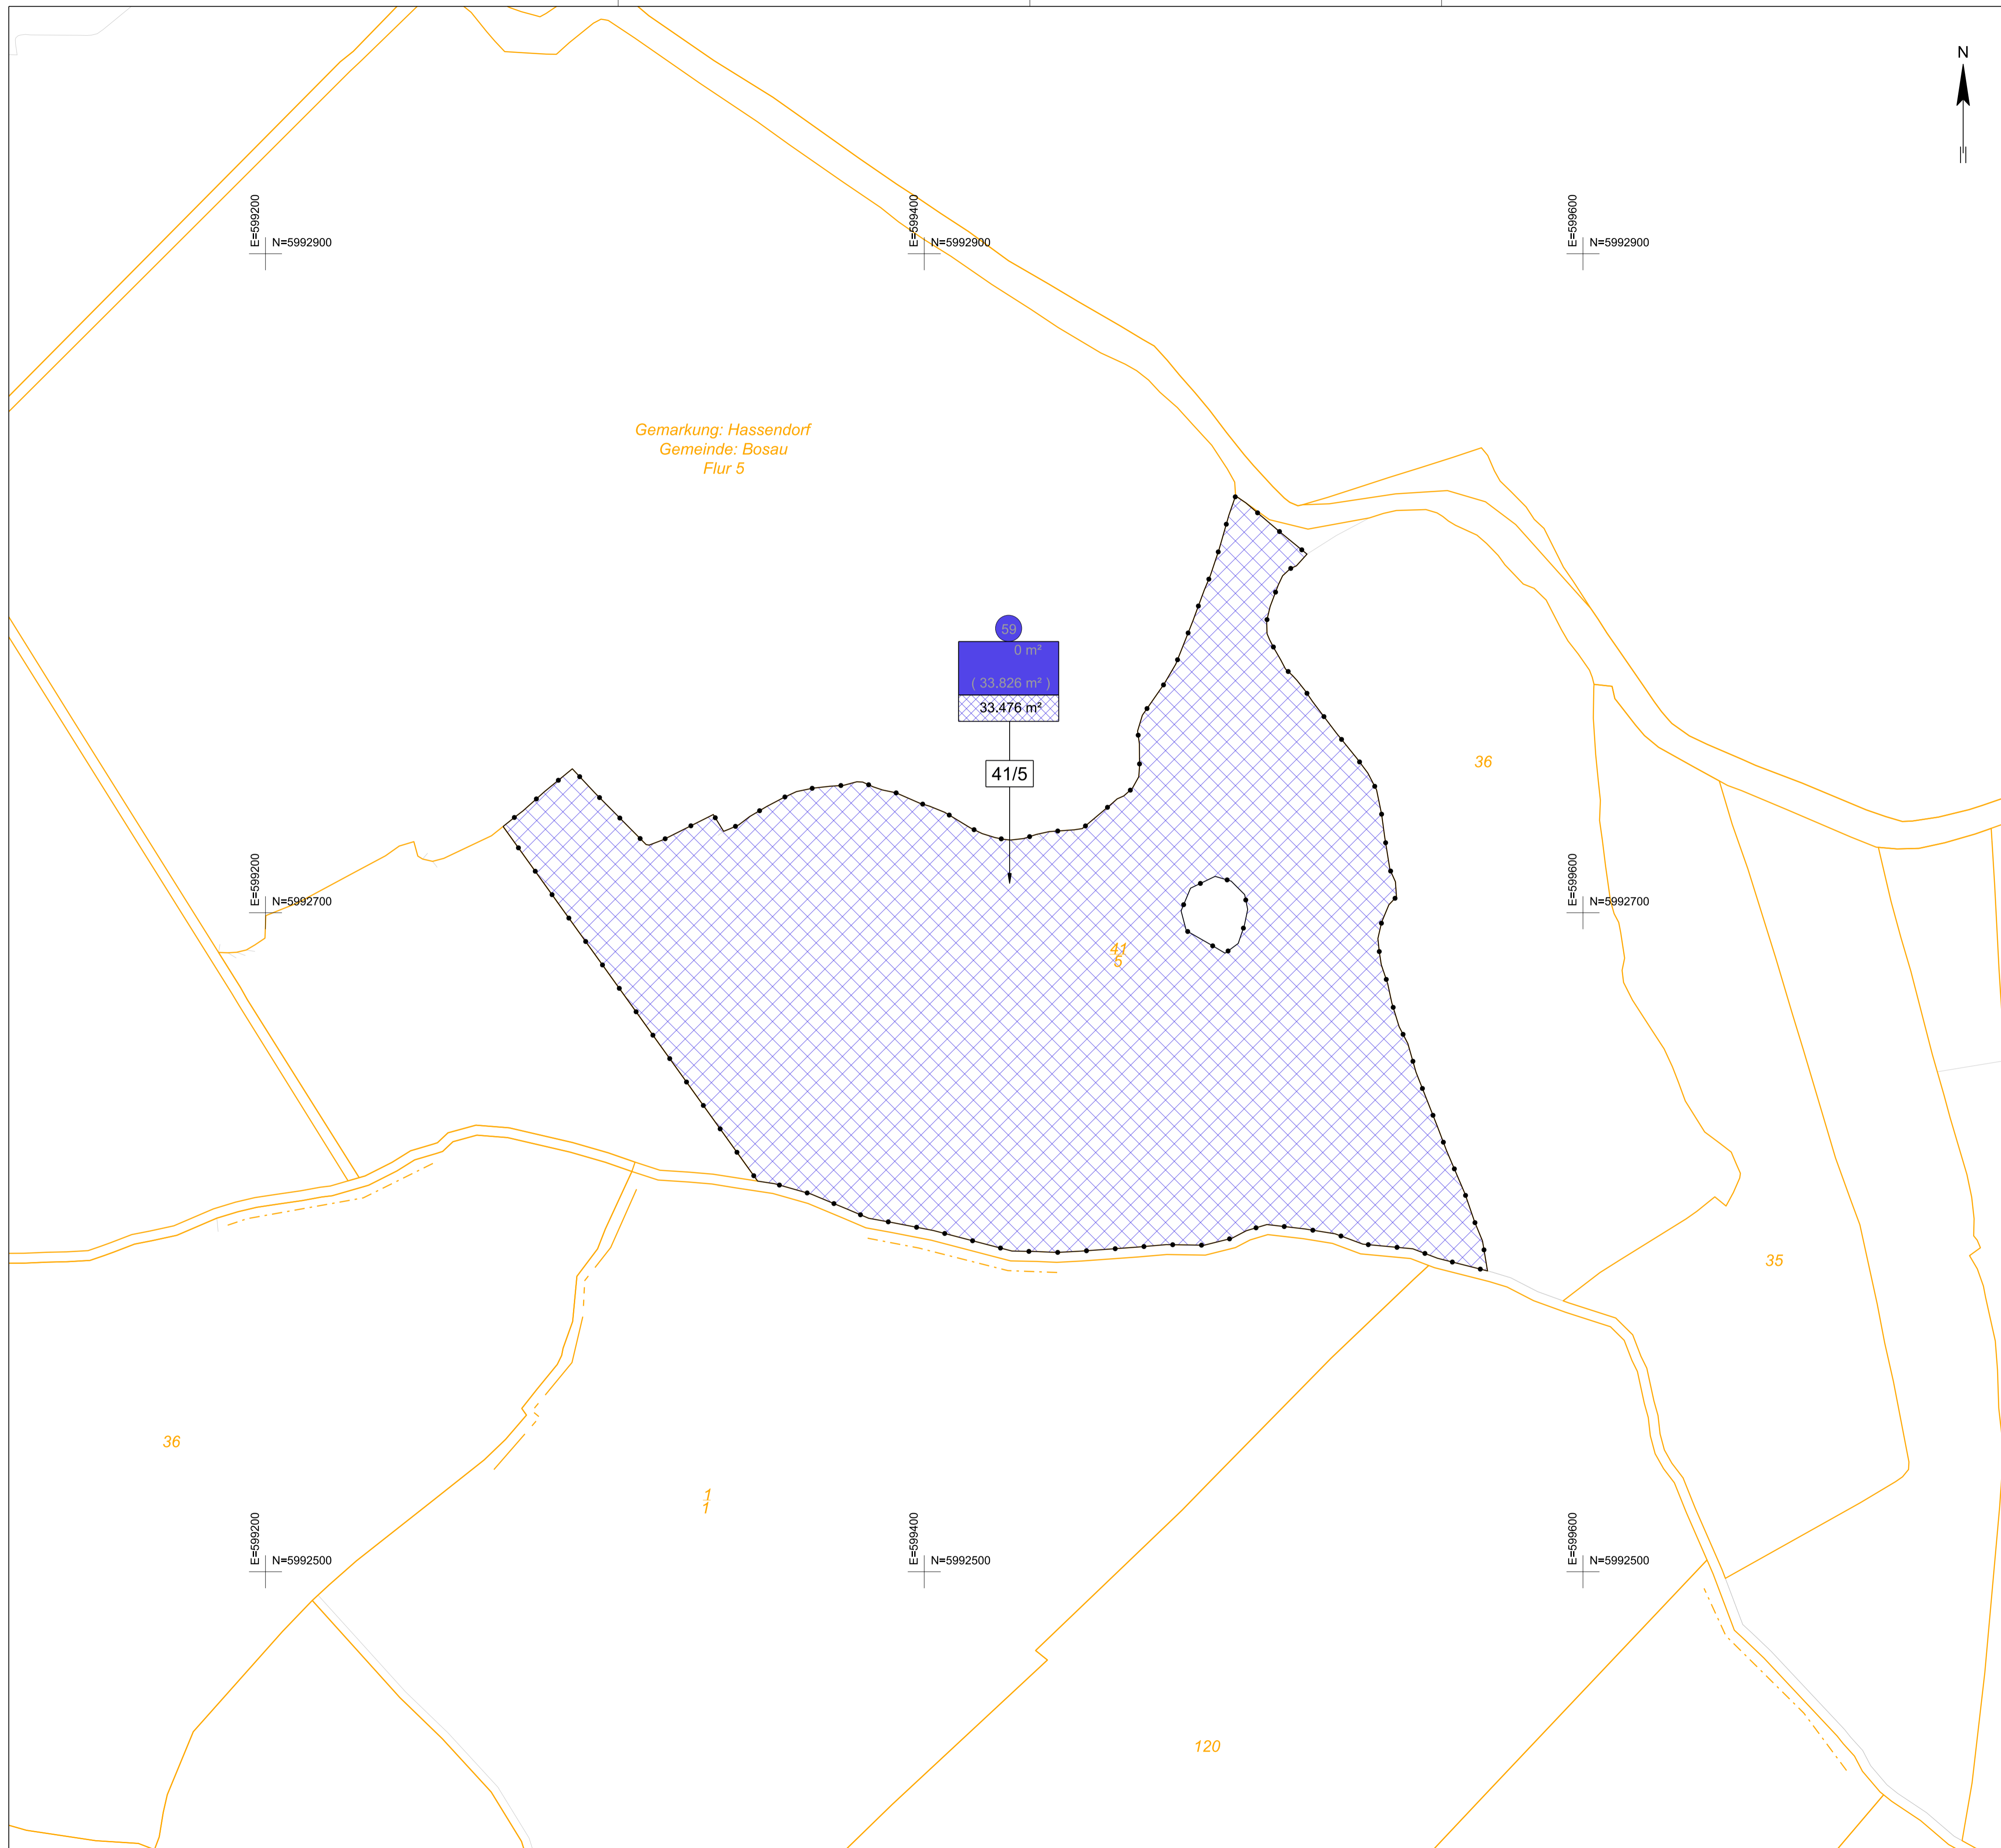 N
E=599200
N=5992900
E=599400
N=5992900
E=599600
N=5992900
Gemarkung: Hassendorf
Gemeinde: Bosau
Flur 5
59
0 m²
( 33.826 m² )
33.476 m²
41/5
36
E=599200
N=5992700
E=599600
N=5992700
41
5
35
36
1
1
E=599200
N=5992500
E=599400
N=5992500
E=599600
N=5992500
120